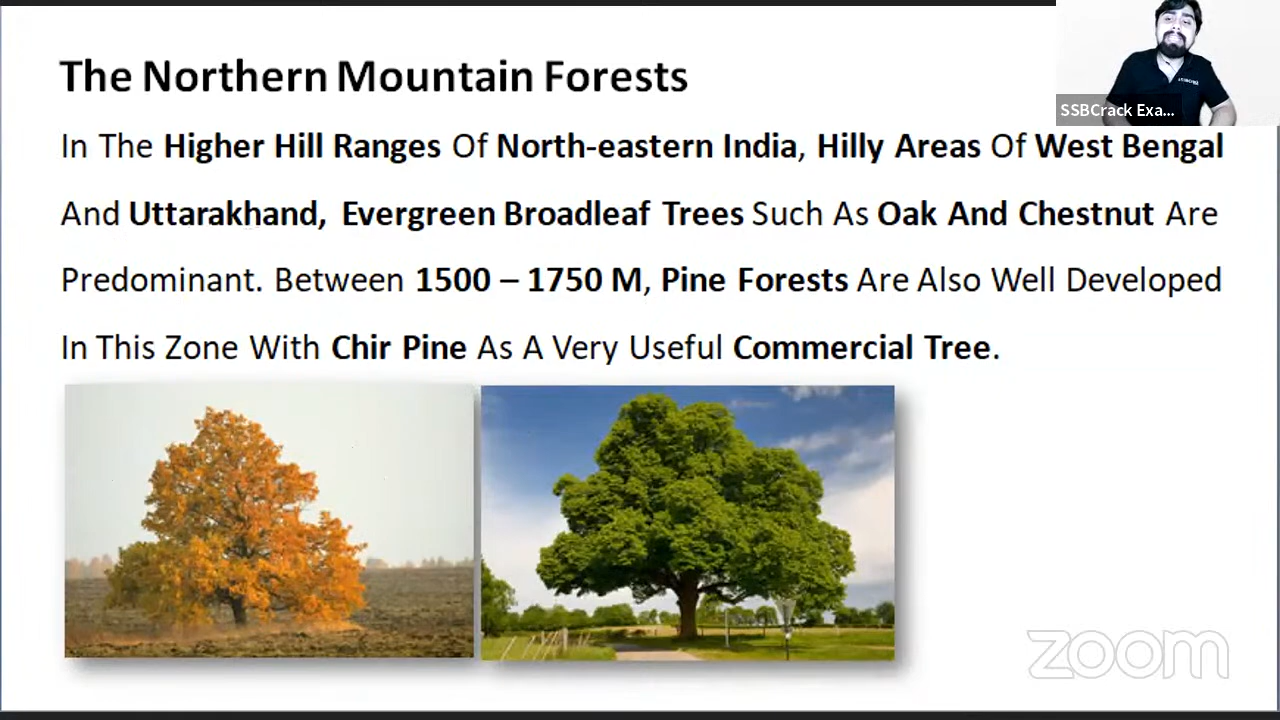 The Northern Mountain Forests
SSBCrack Exa...
In The Higher Hill Ranges Of North-eastern India, Hilly Areas Of West Bengal
And Uttarakhand, Evergreen Broadleaf Trees Such As Oak And Chestnut Are
Predominant. Between 1500 – 1750 M, Pine Forests Are Also Well Developed
In This Zone With Chir Pine As A Very Useful Commercial Tree.
zoom